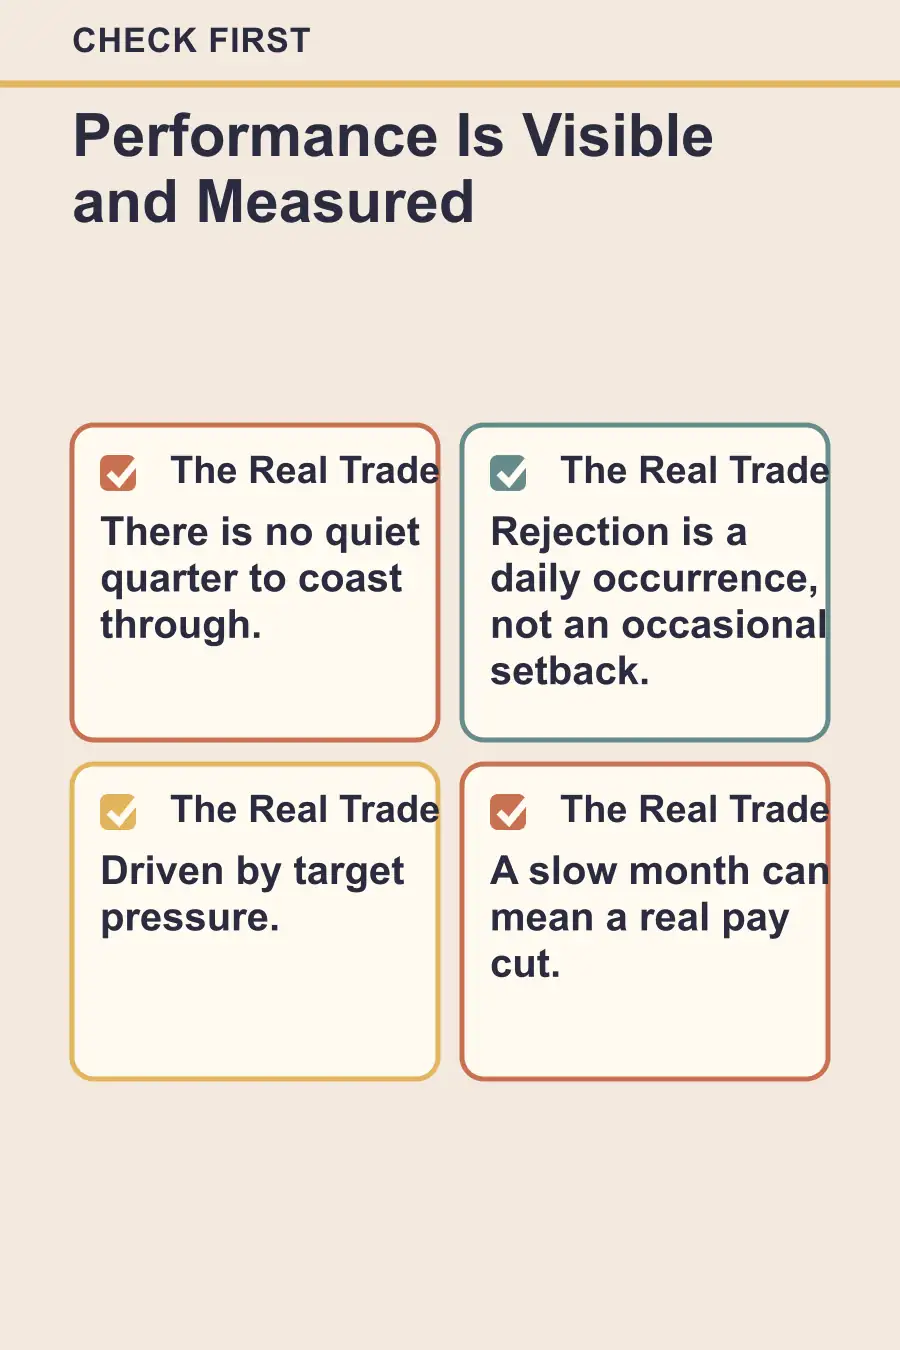 CHECK FIRST
Performance Is Visible
and Measured
The Real Trade
There is no quiet
quarter to coast
through.
The Real Trade
Rejection is a
daily occurrence,
not an occasional
setback.
The Real Trade
Driven by target
pressure.
The Real Trade
A slow month can
mean a real pay
cut.